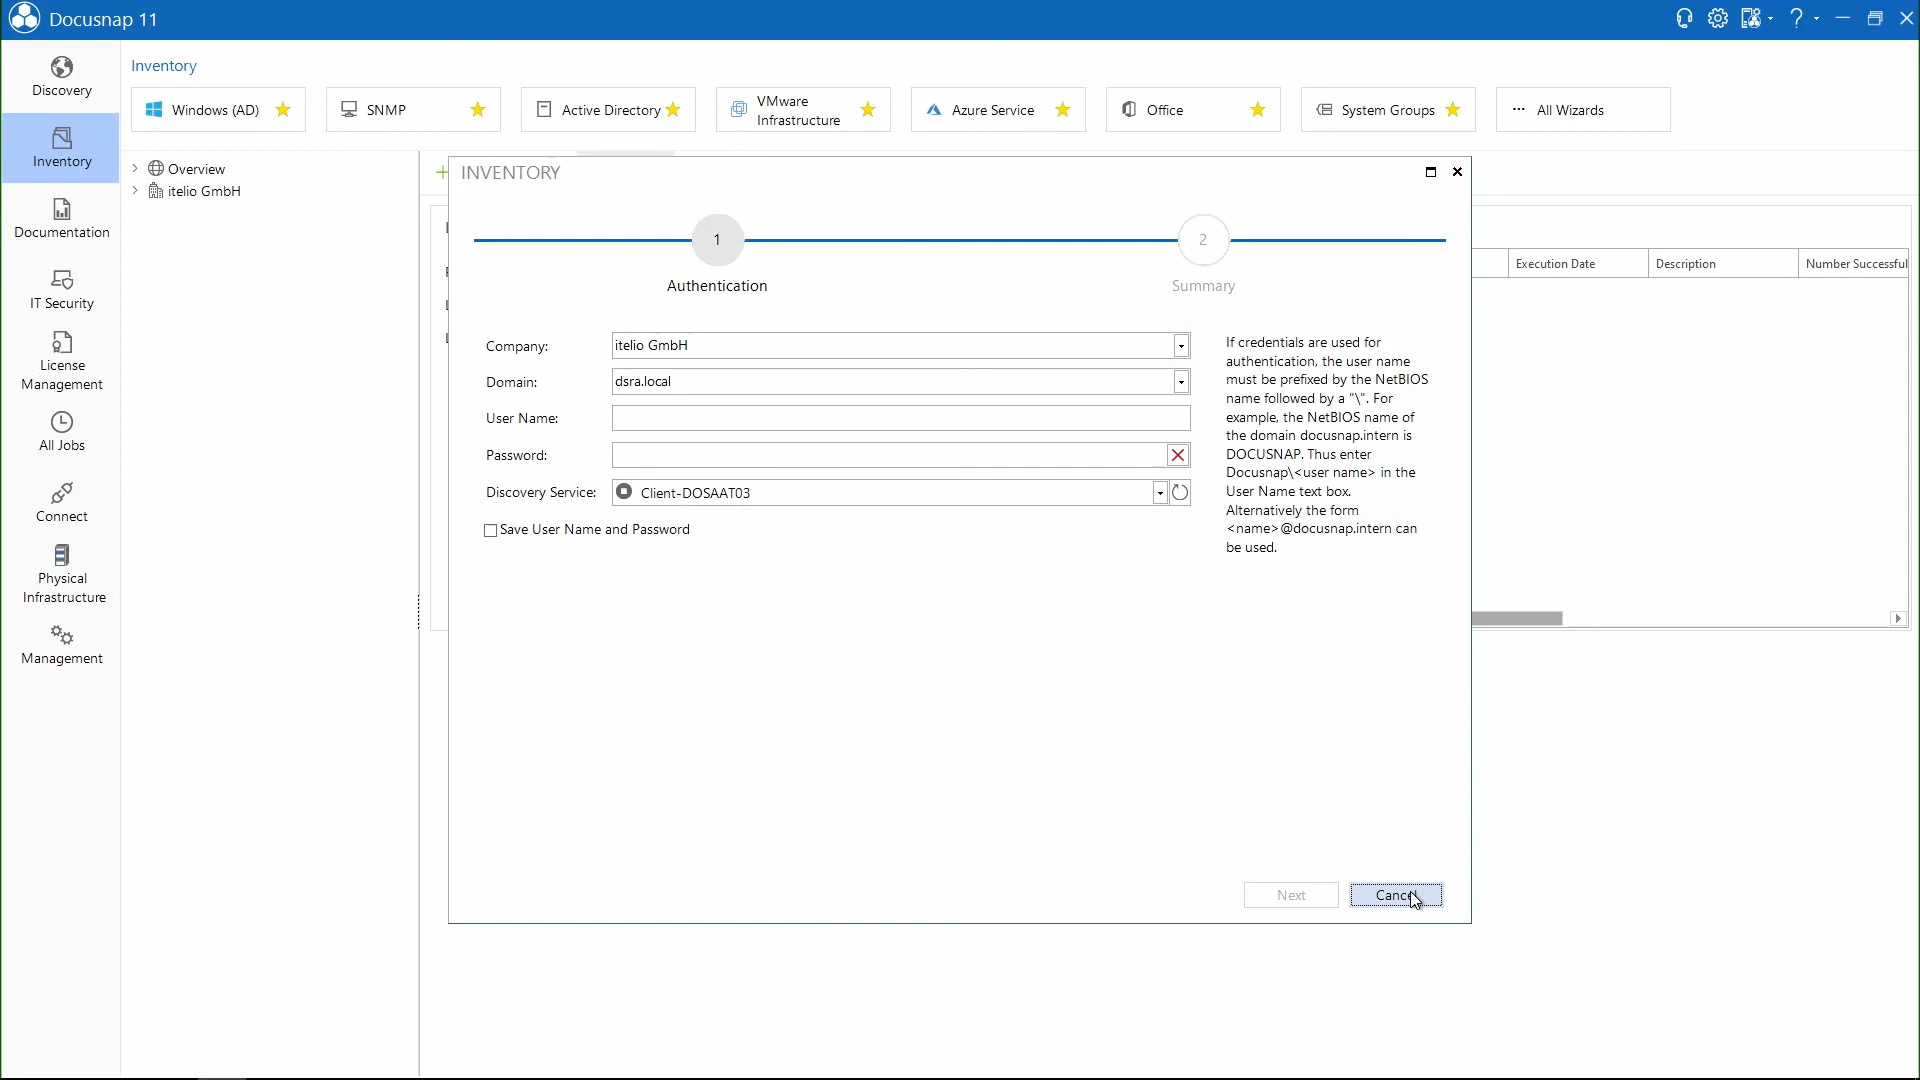 Docusnap 11
Discovery
Inventory
Documentation
IT Security
License
Management
All Jobs
Connect
Physical
Infrastructure
Management
Inventory
Windows (AD)
SNMP
Active Directory
VMware
Infrastructure
Azure Service
Office
System Groups
All Wizards
Overview
itelio GmbH
INVENTORY
1
2
Authentication
Summary
Company:
itelio GmbH
Domain:
dsra.local
User Name:
Password:
Discovery Service:
Client-DOSAAT03
Save User Name and Password
If credentials are used for
authentication, the user name
must be prefixed by the NetBIOS
name followed by a "\". For
example, the NetBIOS name of
the domain docusnap.intern is
DOCUSNAP. Thus enter
Docusnap\<user name> in the
User Name text box.
Alternatively the form
<name>@docusnap.intern can
be used.
Next
Cancel
Execution Date
Description
Number Successful